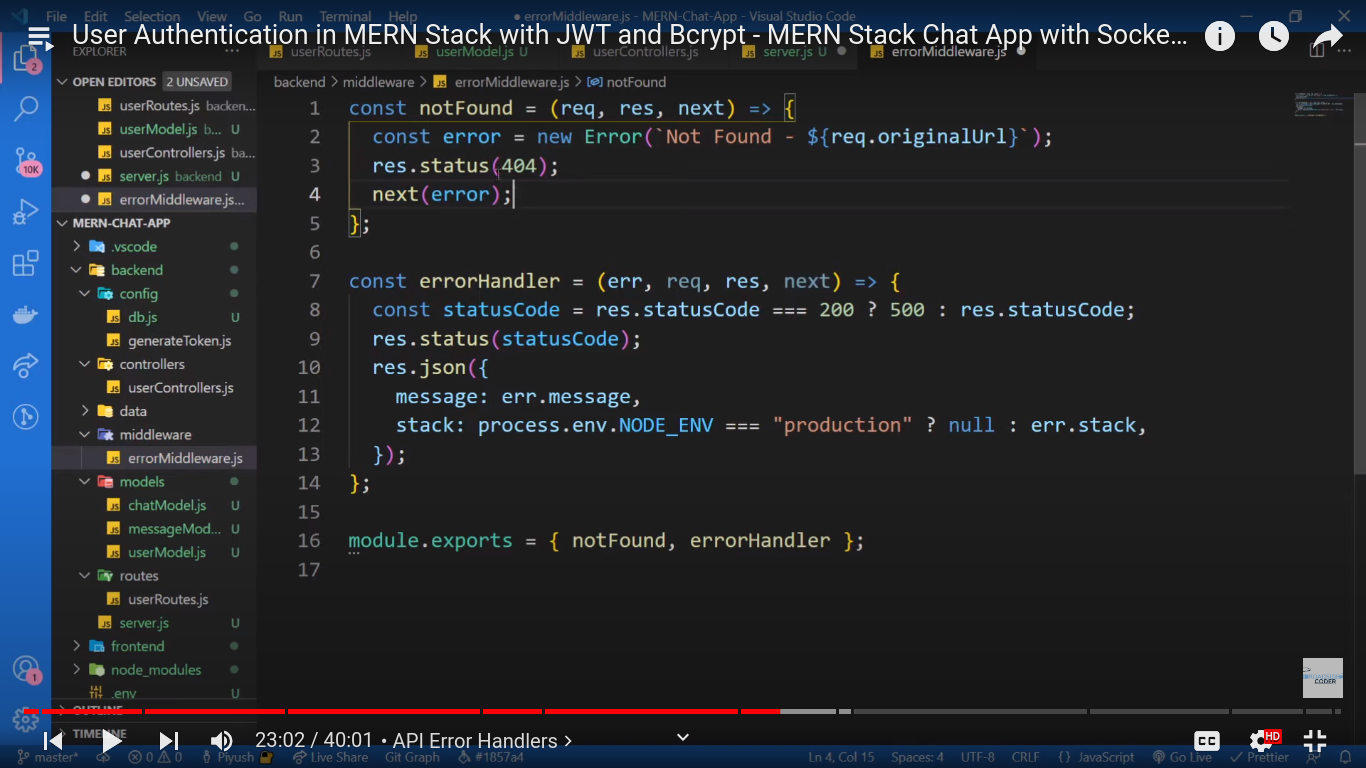 File Edit Selection View Go Run Terminal Help
errorMiddleware.js - MERN-Chat-App - Visual Studio Code
User Authentication in MERN Stack with JWT and Bcrypt - MERN Stack Chat App with Socke...
EXPLORER
userRoutes.js
userModel.js U
userControllers.js
server.js U
errorMiddleware.js
2
OPEN EDITORS 2 UNSAVED
userRoutes.js backen...
userModel.js b... U
userControllers.js ba...
server.js backend U
errorMiddleware.js...
10K
MERN-CHAT-APP
.vscode
backend
config
db.js U
generateToken.js
controllers
userControllers.js
data
middleware
errorMiddleware.js
models
chatModel.js U
messageMod... U
userModel.js U
routes
userRoutes.js
server.js U
frontend
node_modules
.env U
OUTLINE
TIMELINE
1
backend > middleware > errorMiddleware.js > notFound
1 const notFound = (req, res, next) => {
2 const error = new Error(`Not Found - ${req.originalUrl}`);
3 res.status(404);
4 next(error);
5 };
6
7 const errorHandler = (err, req, res, next) => {
8 const statusCode = res.statusCode === 200 ? 500 : res.statusCode;
9 res.status(statusCode);
10 res.json({
11 message: err.message,
12 stack: process.env.NODE_ENV === "production" ? null : err.stack,
13 });
14 };
15
16 module.exports = { notFound, errorHandler };
17
CODER
23:02 / 40:01 • API Error Handlers >
CC
HD
master* 0 0 Piyush Live Share Git Graph #1857a4
Ln 4, Col 15 Spaces: 4 UTF-8 CRLF {} JavaScript Go Live Prettier